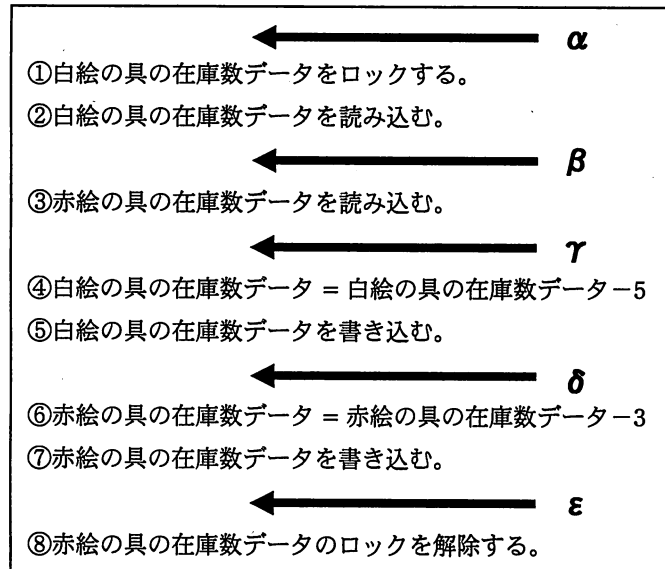 α
①白絵の具の在庫数データをロックする。
②白絵の具の在庫数データを読み込む。
β
③赤絵の具の在庫数データを読み込む。
γ
④白絵の具の在庫数データ = 白絵の具の在庫数データ－5
⑤白絵の具の在庫数データを書き込む。
δ
⑥赤絵の具の在庫数データ = 赤絵の具の在庫数データ－3
⑦赤絵の具の在庫数データを書き込む。
ε
⑧赤絵の具の在庫数データのロックを解除する。